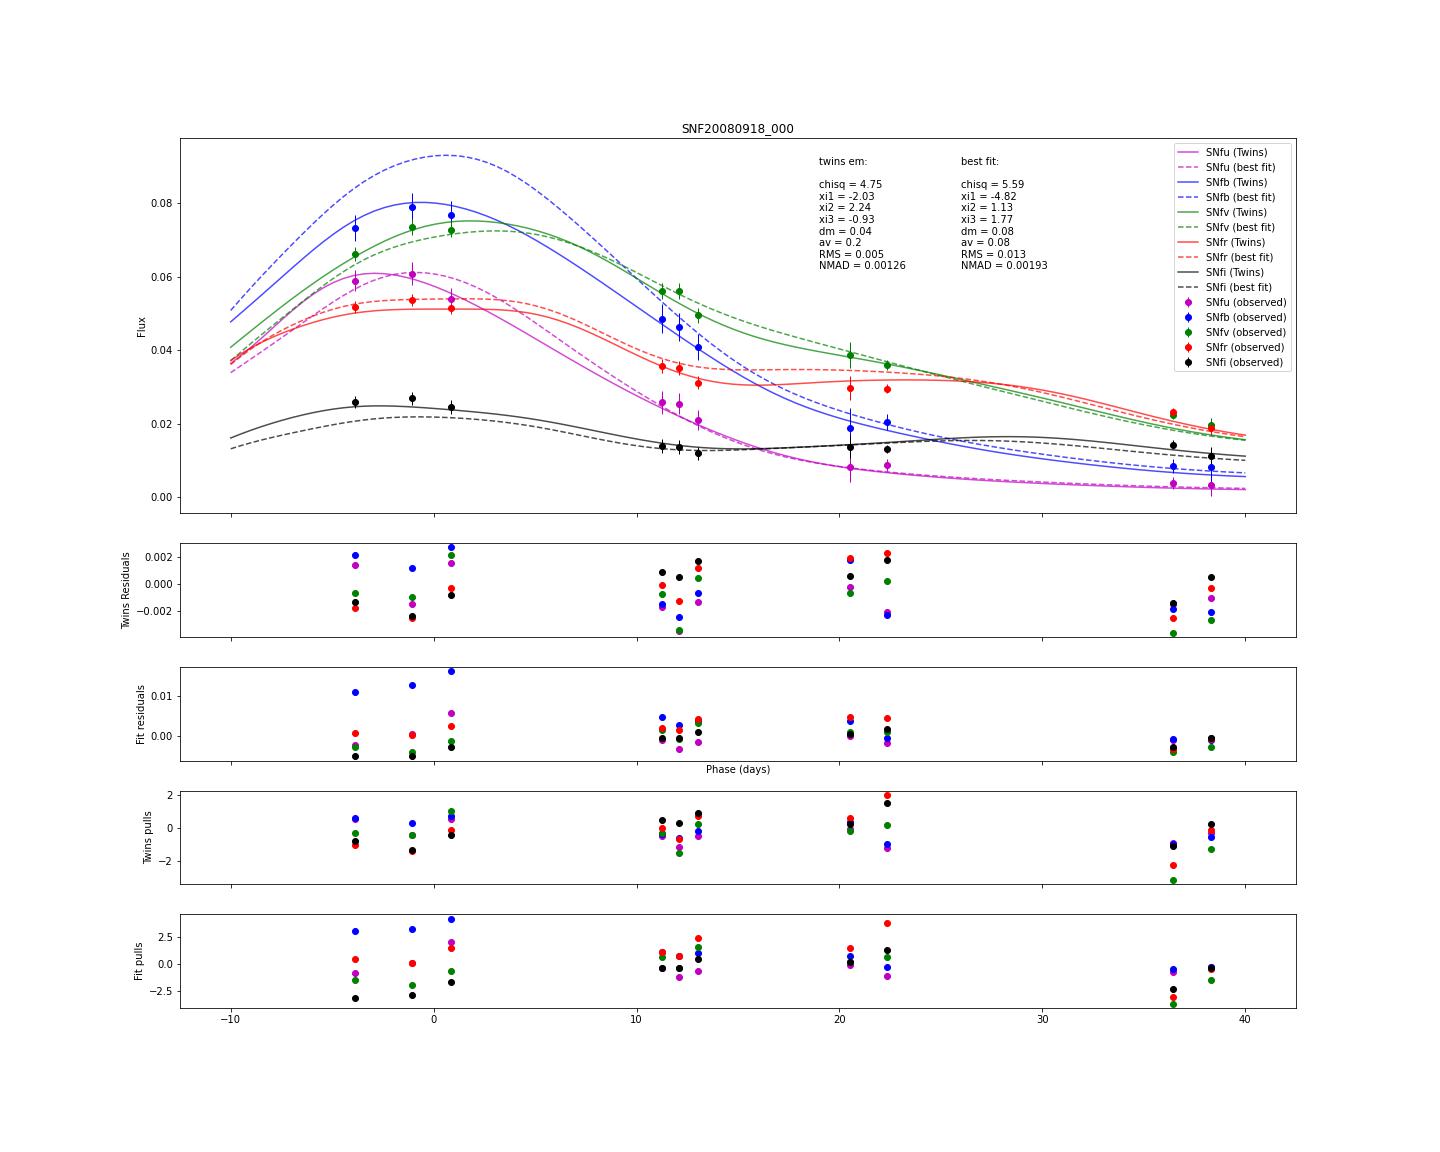 SNF20080918_000
Flux
0.08
0.06
0.04
0.02
0.00
twins em:
chisq = 4.75
xi1 = -2.03
xi2 = 2.24
xi3 = -0.93
dm = 0.04
av = 0.2
RMS = 0.005
NMAD = 0.00126
best fit:
chisq = 5.59
xi1 = -4.82
xi2 = 1.13
xi3 = 1.77
dm = 0.08
av = 0.08
RMS = 0.013
NMAD = 0.00193
SNfu (Twins)
SNfu (best fit)
SNfb (Twins)
SNfb (best fit)
SNfv (Twins)
SNfv (best fit)
SNfr (Twins)
SNfr (best fit)
SNfi (Twins)
SNfi (best fit)
SNfu (observed)
SNfb (observed)
SNfv (observed)
SNfr (observed)
SNfi (observed)
Twins Residuals
0.002
0.000
−0.002
Fit residuals
0.01
0.00
Phase (days)
Twins pulls
2
0
−2
Fit pulls
2.5
0.0
−2.5
−10 0 10 20 30 40